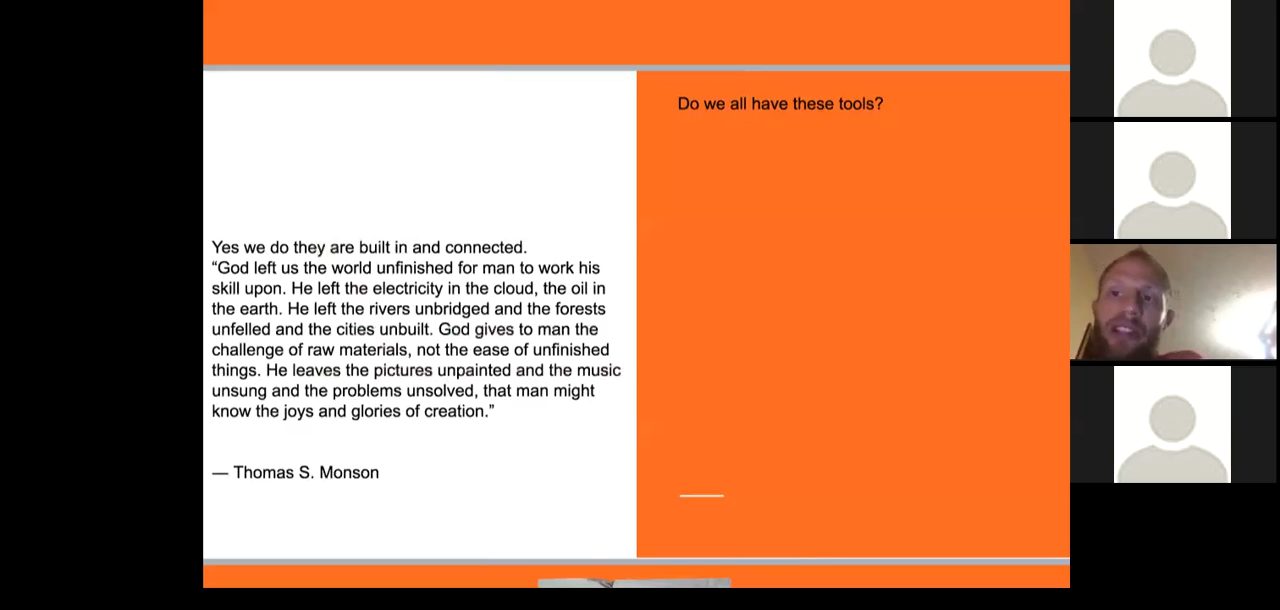 Do we all have these tools?
Yes we do they are built in and connected.
“God left us the world unfinished for man to work his
skill upon. He left the electricity in the cloud, the oil in
the earth. He left the rivers unbridged and the forests
unfelled and the cities unbuilt. God gives to man the
challenge of raw materials, not the ease of unfinished
things. He leaves the pictures unpainted and the music
unsung and the problems unsolved, that man might
know the joys and glories of creation.”
— Thomas S. Monson